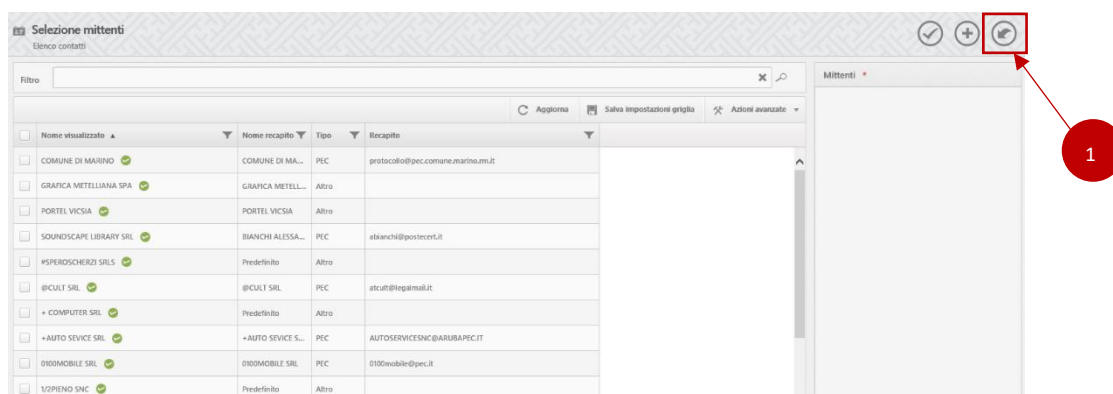 Selezione mittenti
Elenco contatti
Filtro
Mittenti *
Aggiorna Salva impostazioni griglia Azioni avanzate
Nome visualizzato Nome recapito Tipo Recapito
COMUNE DI MARINO COMUNE DI MA... PEC protocollo@pec.comune.marino.rm.it
GRAFICA METELLIANA SPA GRAFICA METELL... Altro
PORTEL VICSIA PORTEL VICSIA Altro
SOUNDSCAPE LIBRARY SRL BIANCHI ALESSA... PEC abianchi@postecert.it
#SPEROSCHERZI SRLS Predefinito Altro
@CULT SRL @CULT SRL PEC atcult@legalmail.it
+ COMPUTER SRL Predefinito Altro
+AUTO SEVICE SRL +AUTO SEVICE S... PEC AUTOSERVICESNC@ARUBAPEC.IT
0100MOBILE SRL 0100MOBILE SRL PEC 0100mobile@pec.it
1/2PIENO SNC Predefinito Altro
1